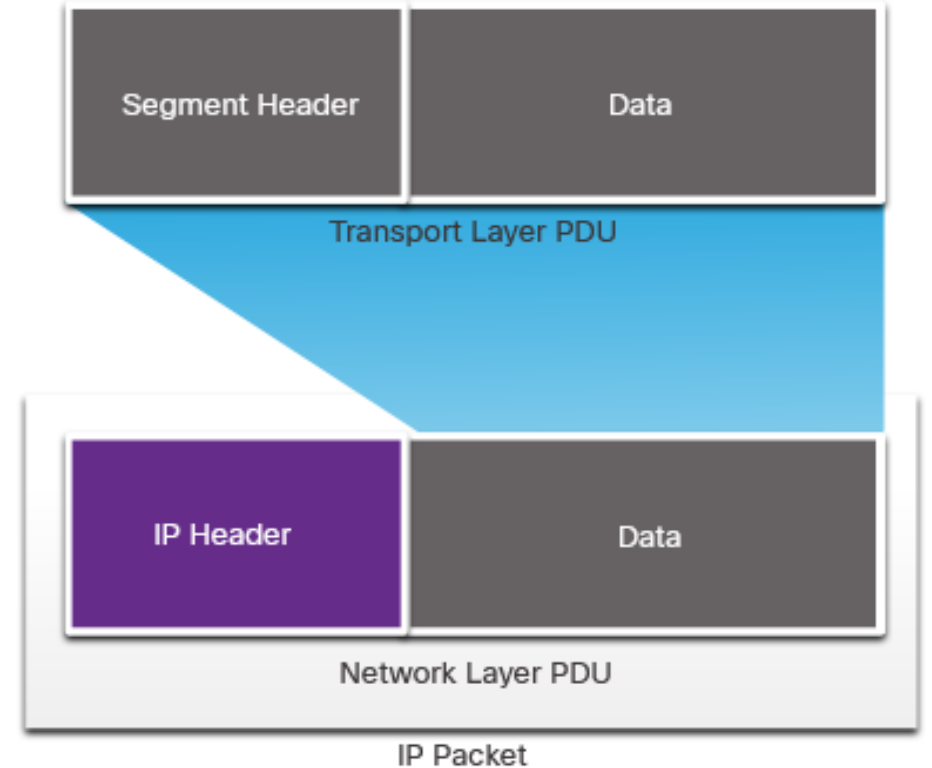 Segment Header
Data
Transport Layer PDU
IP Header
Data
Network Layer PDU
IP Packet